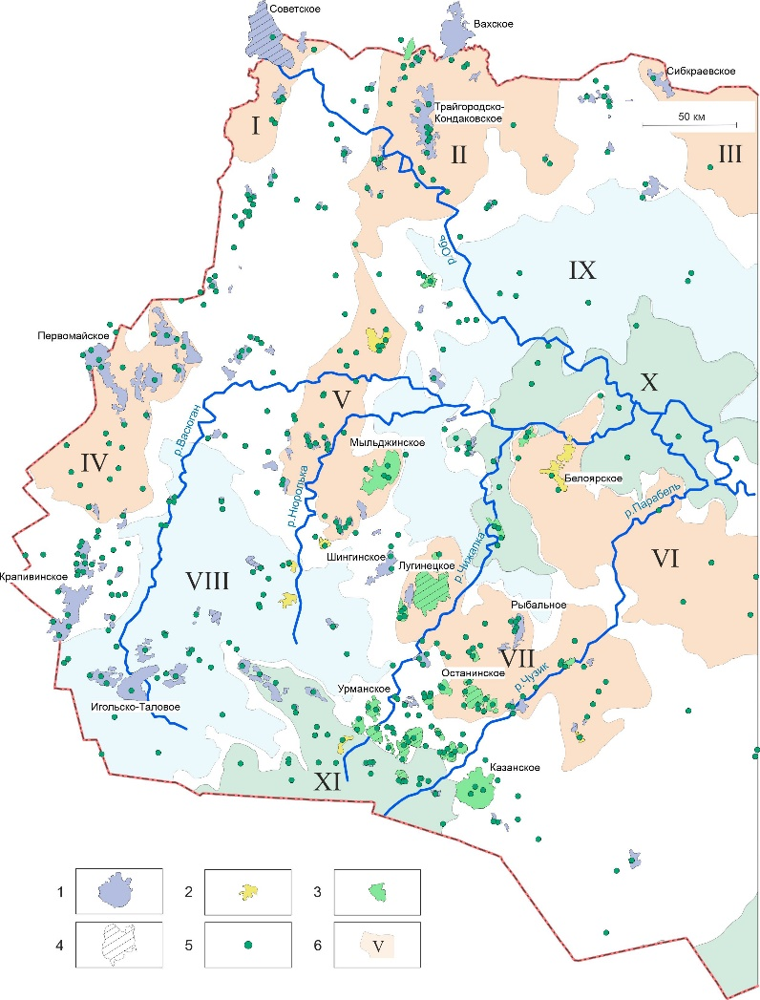 Советское
Вахское
Сибкраевское
Трайгородско-
Кондаковское
50 км
I
II
III
р.Обь
IX
Первомайское
X
V
р.Васюган
Мыльджинское
IV
Белоярское
р.Нюролька
р.Парабель
Шингинское
Лугинецкое
р.Чижапка
VI
Крапивинское
VIII
Рыбальное
VII
Останинское
р.Чузик
Урманское
Игольско-Таловое
Казанское
XI
1
2
3
4
5
6
V